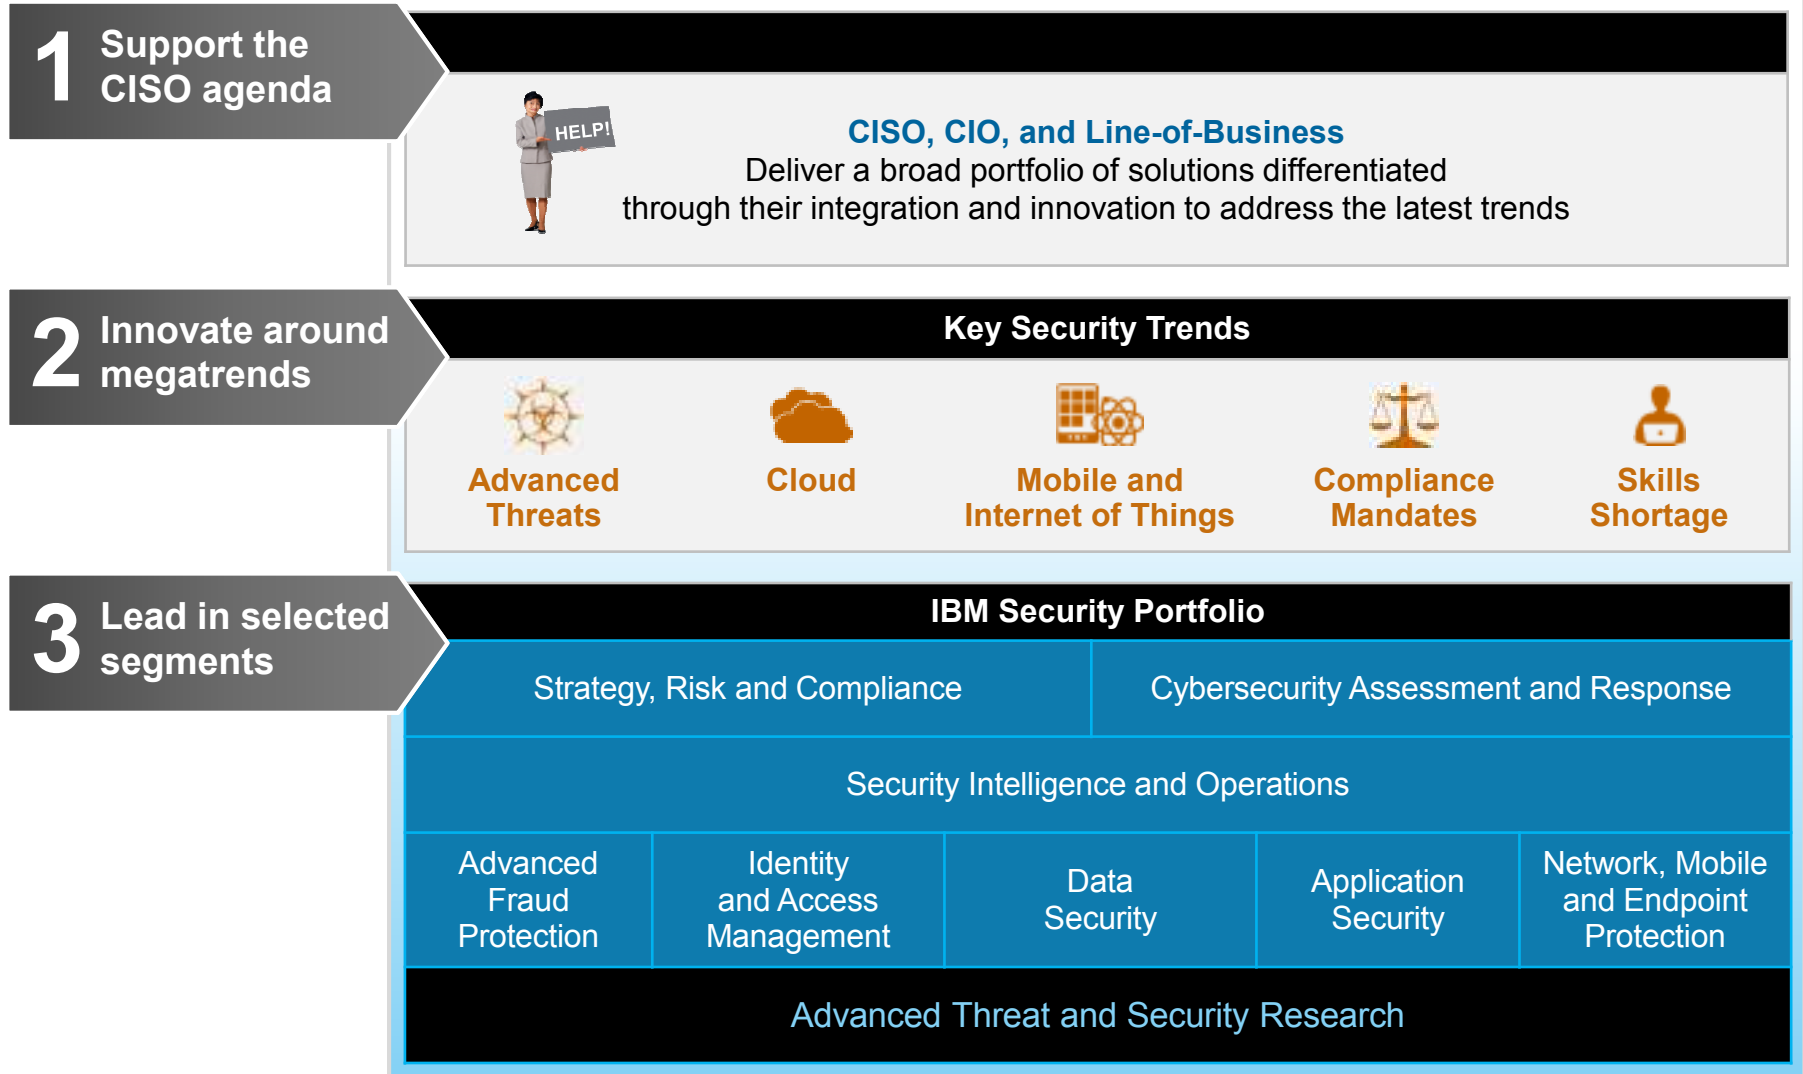 1
Support the
CISO agenda
HELP!
CISO, CIO, and Line-of-Business
Deliver a broad portfolio of solutions differentiated
through their integration and innovation to address the latest trends
2
Innovate around
megatrends
Key Security Trends
Advanced
Threats
Cloud
Mobile and
Internet of Things
Compliance
Mandates
Skills
Shortage
3
Lead in selected
segments
IBM Security Portfolio
Strategy, Risk and Compliance
Cybersecurity Assessment and Response
Security Intelligence and Operations
Advanced
Fraud
Protection
Identity
and Access
Management
Data
Security
Application
Security
Network, Mobile
and Endpoint
Protection
Advanced Threat and Security Research